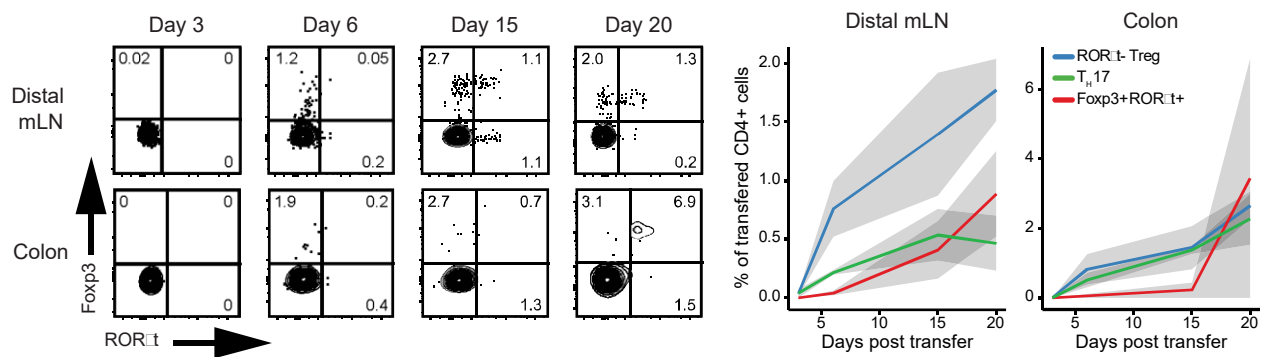 Day 3 Day 6 Day 15 Day 20
Distal mLN
0.02 0 0
1.2 0.05 0.2
2.7 1.1 1.1
2.0 1.3 0.2
Colon
0 0 0
1.9 0.2 0.4
2.7 0.7 1.3
3.1 6.9 1.5
Foxp3
ROR□t
Distal mLN
% of transfered CD4+ cells
2.0
1.5
1.0
0.5
0.0
5 10 15 20
Days post transfer
Colon
ROR□t- Treg
TH17
Foxp3+ROR□t+
6
4
2
0
5 10 15 20
Days post transfer